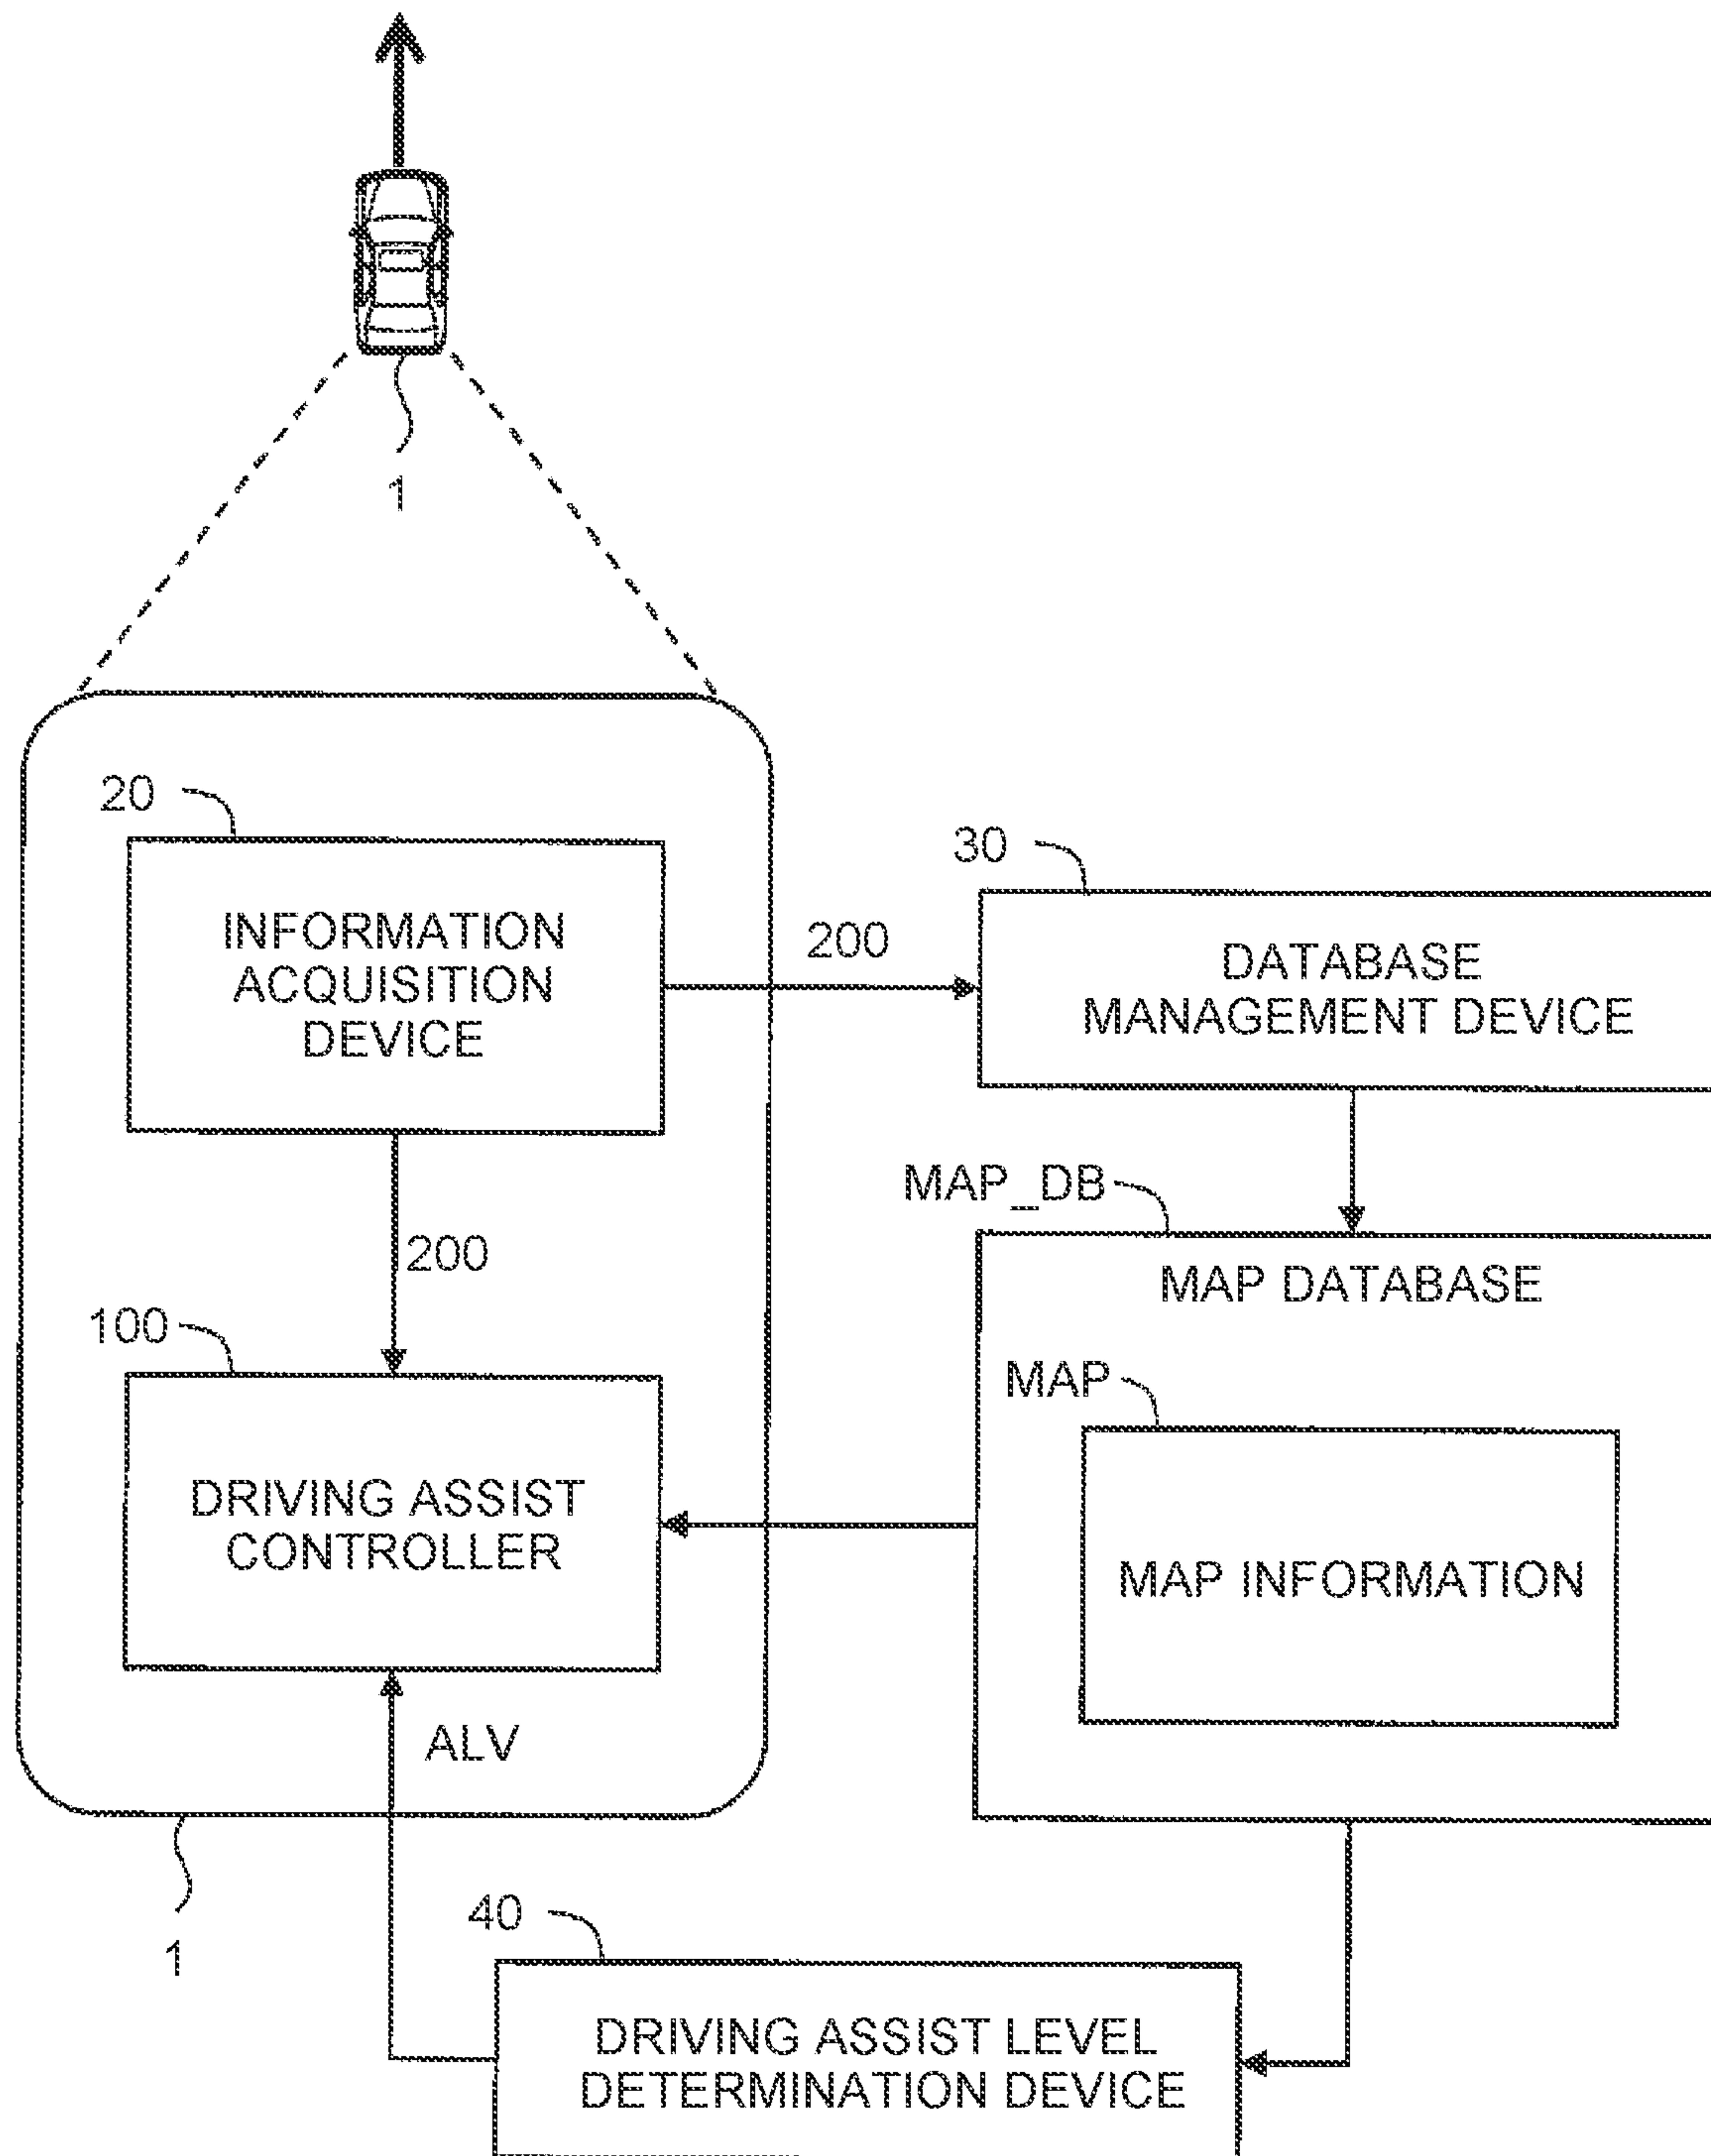 1
20
INFORMATION
ACQUISITION
DEVICE
200
30
DATABASE
MANAGEMENT DEVICE
200
MAP_DB
MAP DATABASE
100
DRIVING ASSIST
CONTROLLER
MAP
MAP INFORMATION
ALV
1
40
DRIVING ASSIST LEVEL
DETERMINATION DEVICE